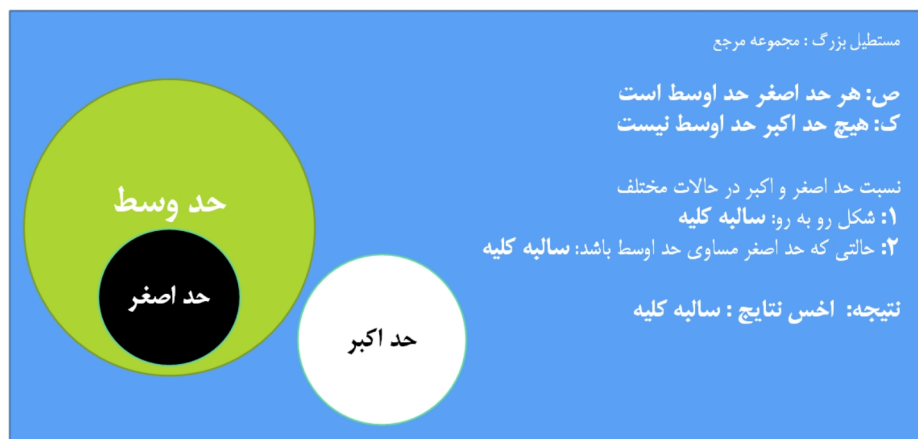 مستطیل بزرگ : مجموعه مرجع
ص: هر حد اصغر حد اوسط است
ک: هیچ حد اکبر حد اوسط نیست
نسبت حد اصغر و اکبر در حالات مختلف
۱: شکل رو به رو: سالبه کلیه
۲: حالتی که حد اصغر مساوی حد اوسط باشد: سالبه کلیه
نتیجه: اخس نتایج : سالبه کلیه
حد وسط
حد اصغر
حد اکبر